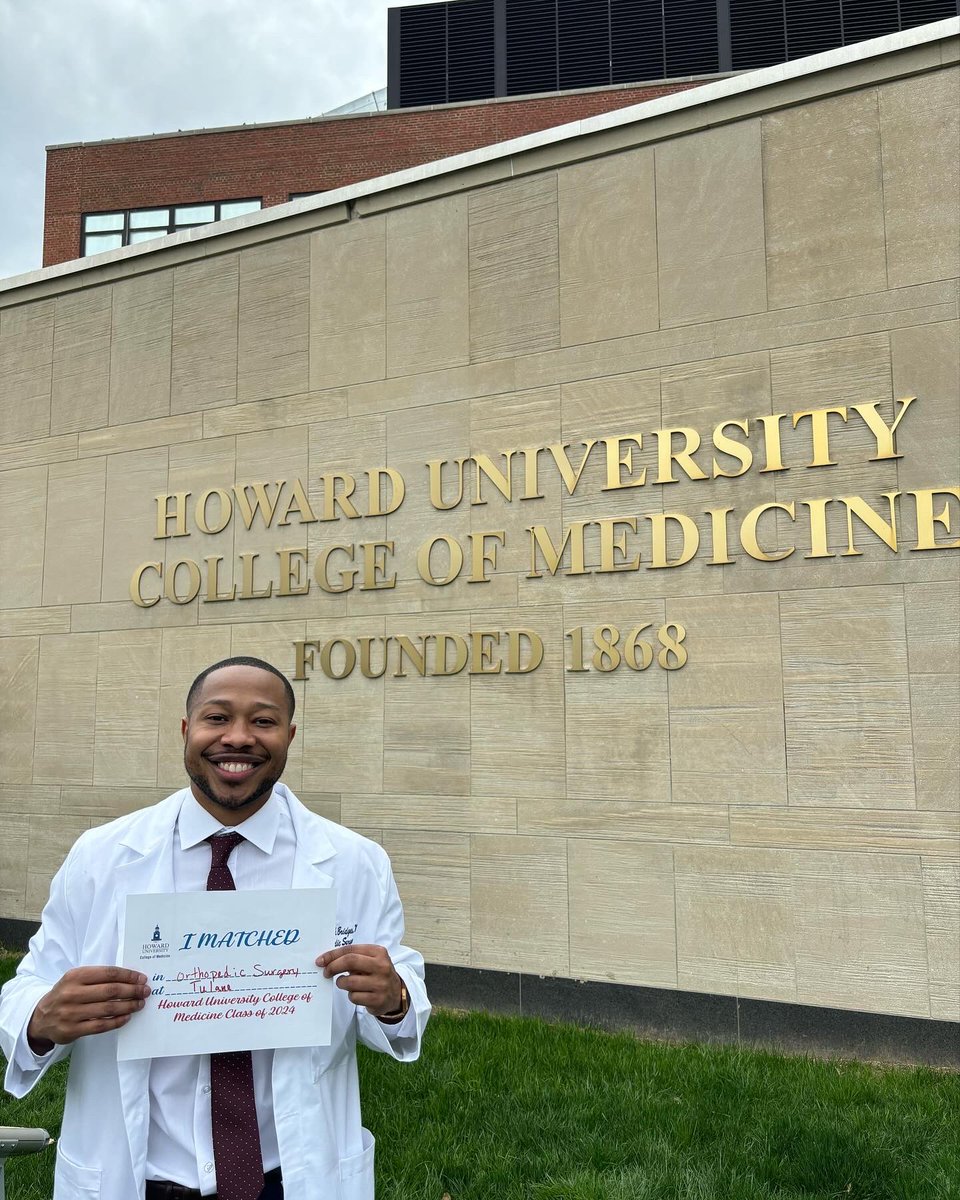 HOWARD UNIVERSITY
COLLEGE OF MEDICINE
FOUNDED 1868
HOWARD
UNIVERSITY
College of Medicine
I MATCHED
in Orthopedic Surgery
at Tulane
Howard University College of
Medicine Class of 2024
Bridges